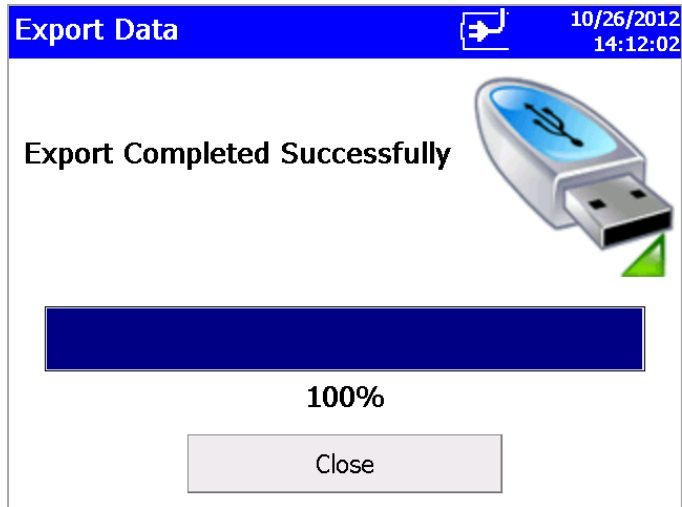 Export Data
10/26/2012
14:12:02
Export Completed Successfully
100%
Close